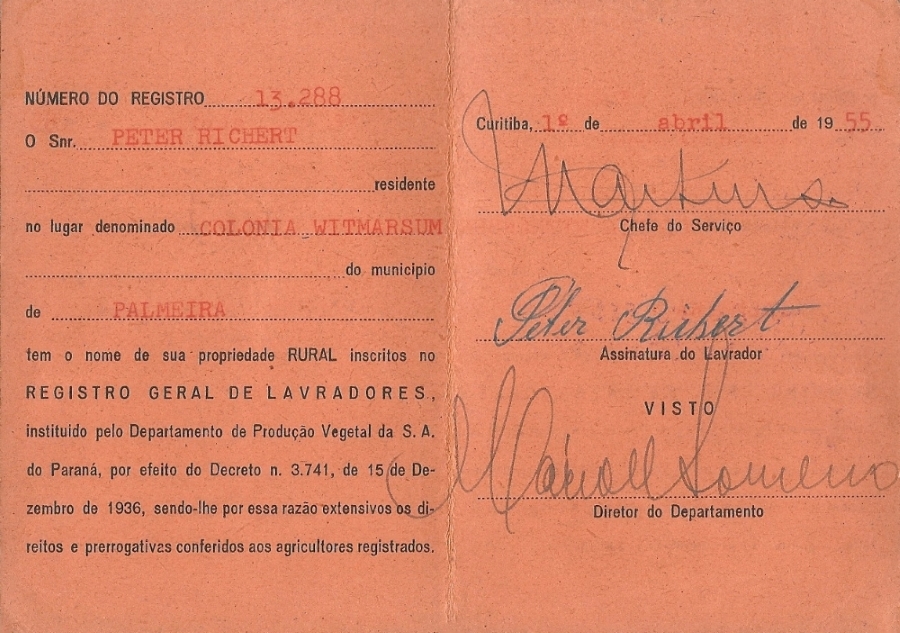 NÚMERO DO REGISTRO 13.288
O Snr. PETER RICHERT
residente
no lugar denominado COLONIA WITMARSUM
do municipio
de PALMEIRA
tem o nome de sua propriedade RURAL inscritos no
REGISTRO GERAL DE LAVRADORES,
instituido pelo Departamento de Produção Vegetal da S. A.
do Paraná, por efeito do Decreto n. 3.741, de 15 de De-
zembro de 1936, sendo-lhe por essa razão extensivos os di-
reitos e prerrogativas conferidos aos agricultores registrados.
Curitiba, 1º de abril de 19 55
Martins
Chefe do Serviço
Peter Richert
Assinatura do Lavrador
VISTO
Diretor do Departamento